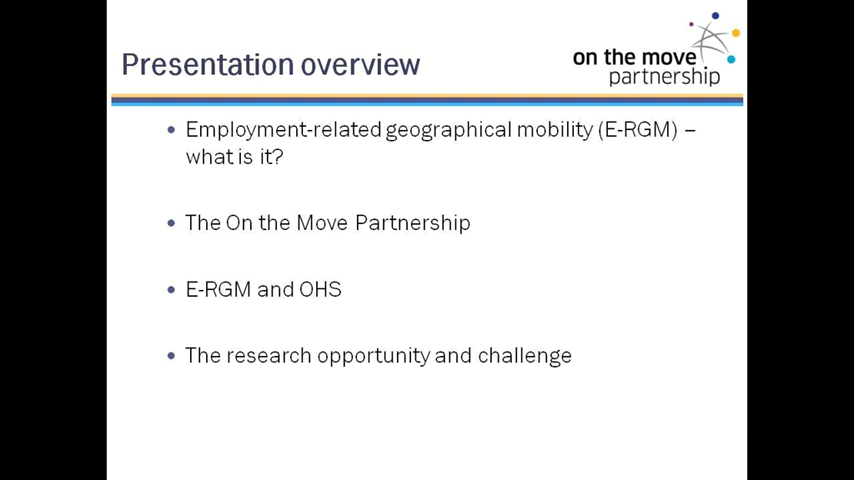 Presentation overview
on the move
partnership
• Employment-related geographical mobility (E-RGM) –
what is it?
• The On the Move Partnership
• E-RGM and OHS
• The research opportunity and challenge